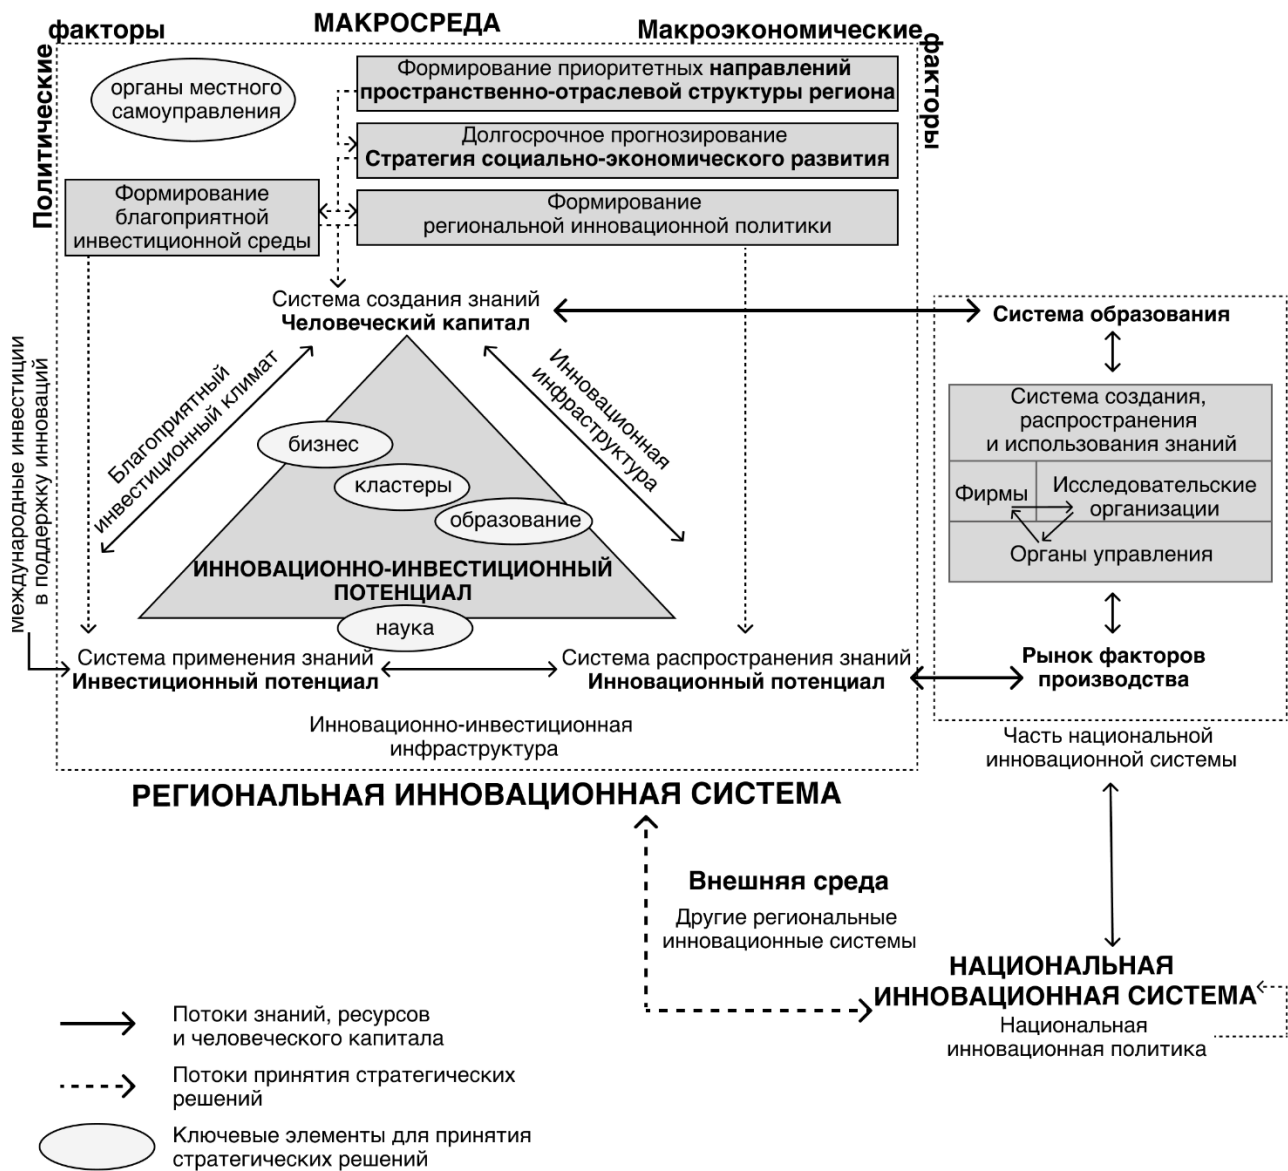 МАКРОСРЕДА
Политические
факторы
Макроэкономические
факторы
органы местного
самоуправления
Формирование приоритетных направлений
пространственно-отраслевой структуры региона
Долгосрочное прогнозирование
Стратегия социально-экономического развития
Формирование
благоприятной
инвестиционной среды
Формирование
региональной инновационной политики
Система создания знаний
Человеческий капитал
международные инвестиции
в поддержку инноваций
Благоприятный
инвестиционный климат
Инновационная
инфраструктура
бизнес
кластеры
образование
ИННОВАЦИОННО-ИНВЕСТИЦИОННЫЙ
ПОТЕНЦИАЛ
наука
Система применения знаний
Инвестиционный потенциал
Система распространения знаний
Инновационный потенциал
Инновационно-инвестиционная
инфраструктура
РЕГИОНАЛЬНАЯ ИННОВАЦИОННАЯ СИСТЕМА
Система образования
Система создания,
распространения
и использования знаний
Фирмы
Исследовательские
организации
Органы управления
Рынок факторов
производства
Часть национальной
инновационной системы
Внешняя среда
Другие региональные
инновационные системы
НАЦИОНАЛЬНАЯ
ИННОВАЦИОННАЯ СИСТЕМА
Национальная
инновационная политика
Потоки знаний, ресурсов
и человеческого капитала
Потоки принятия стратегических
решений
Ключевые элементы для принятия
стратегических решений